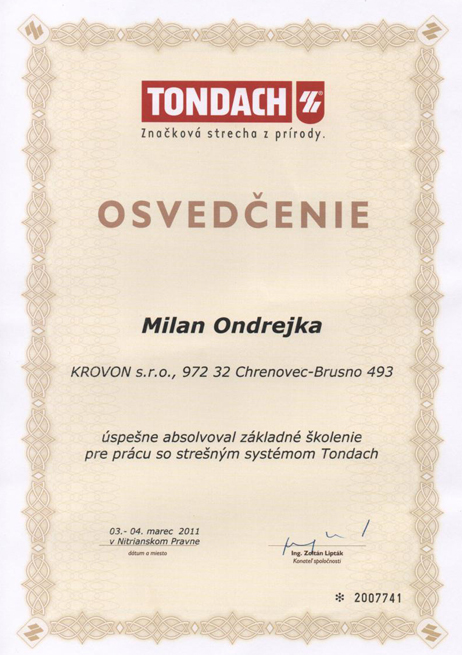 TONDACH®
Značková strecha z prírody.
OSVEDČENIE
Milan Ondrejka
KROVON s.r.o., 972 32 Chrenovec-Brusno 493
úspešne absolvoval základné školenie
pre prácu so strešným systémom Tondach
03.- 04. marec 2011
v Nitrianskom Pravne
dátum a miesto
Ing. Zoltán Lipták
Konateľ spoločnosti
* 2007741